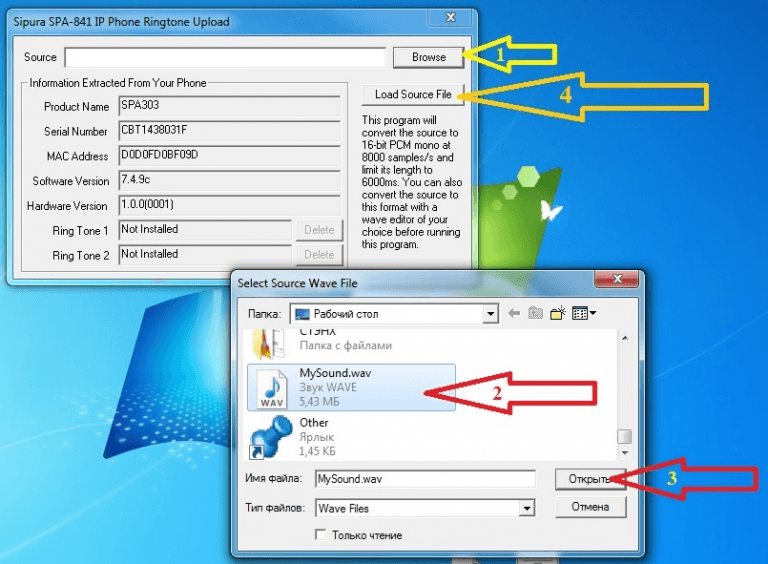 Sipura SPA-841 IP Phone Ringtone Upload
Source
Browse
1
Information Extracted From Your Phone
Load Source File
4
Product Name SPA303
Serial Number CBT1438031F
MAC Address D0D0FD0BF09D
Software Version 7.4.9c
Hardware Version 1.0.0(0001)
Ring Tone 1 Not Installed Delete
Ring Tone 2 Not Installed Delete
This program will
convert the source to
16-bit PCM mono at
8000 samples/s and
limit its length to
6000ms. You can also
convert the source to
this format with a
wave editor of your
choice before running
this program.
Select Source Wave File
Папка: Рабочий стол
СТЭНХ
Папка с файлами
MySound.wav
Звук WAVE
5,43 МБ
WAV
2
Other
Ярлык
1,45 КБ
Имя файла: MySound.wav Открыть
3
Тип файлов: Wave Files Отмена
Только чтение